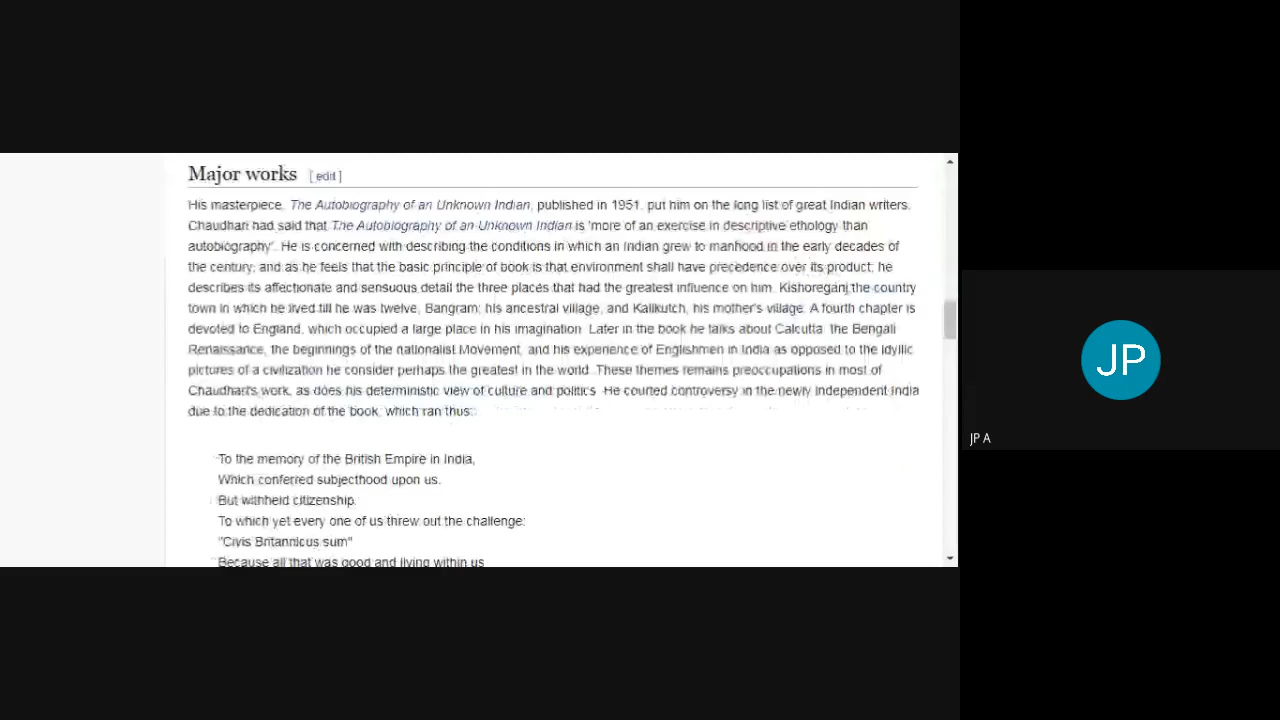 Major works [ edit ]
His masterpiece, The Autobiography of an Unknown Indian, published in 1951, put him on the long list of great Indian writers.
Chaudhari had said that The Autobiography of an Unknown Indian is 'more of an exercise in descriptive ethology than
autobiography'. He is concerned with describing the conditions in which an Indian grew to manhood in the early decades of
the century; and as he feels that the basic principle of book is that environment shall have precedence over its product; he
describes its affectionate and sensuous detail the three places that had the greatest influence on him. Kishoreganj the country
town in which he lived till he was twelve, Bangram; his ancestral village, and Kalikutch, his mother's village. A fourth chapter is
devoted to England, which occupied a large place in his imagination. Later in the book he talks about Calcutta, the Bengali
Renaissance, the beginnings of the nationalist Movement, and his experience of Englishmen in India as opposed to the idyllic
pictures of a civilization he consider perhaps the greatest in the world. These themes remains preoccupations in most of
Chaudhari's work, as does his deterministic view of culture and politics. He courted controversy in the newly independent India
due to the dedication of the book, which ran thus:
To the memory of the British Empire in India,
Which conferred subjecthood upon us.
But withheld citizenship.
To which yet every one of us threw out the challenge:
"Civis Britannicus sum"
Because all that was good and living within us
JP
JP A